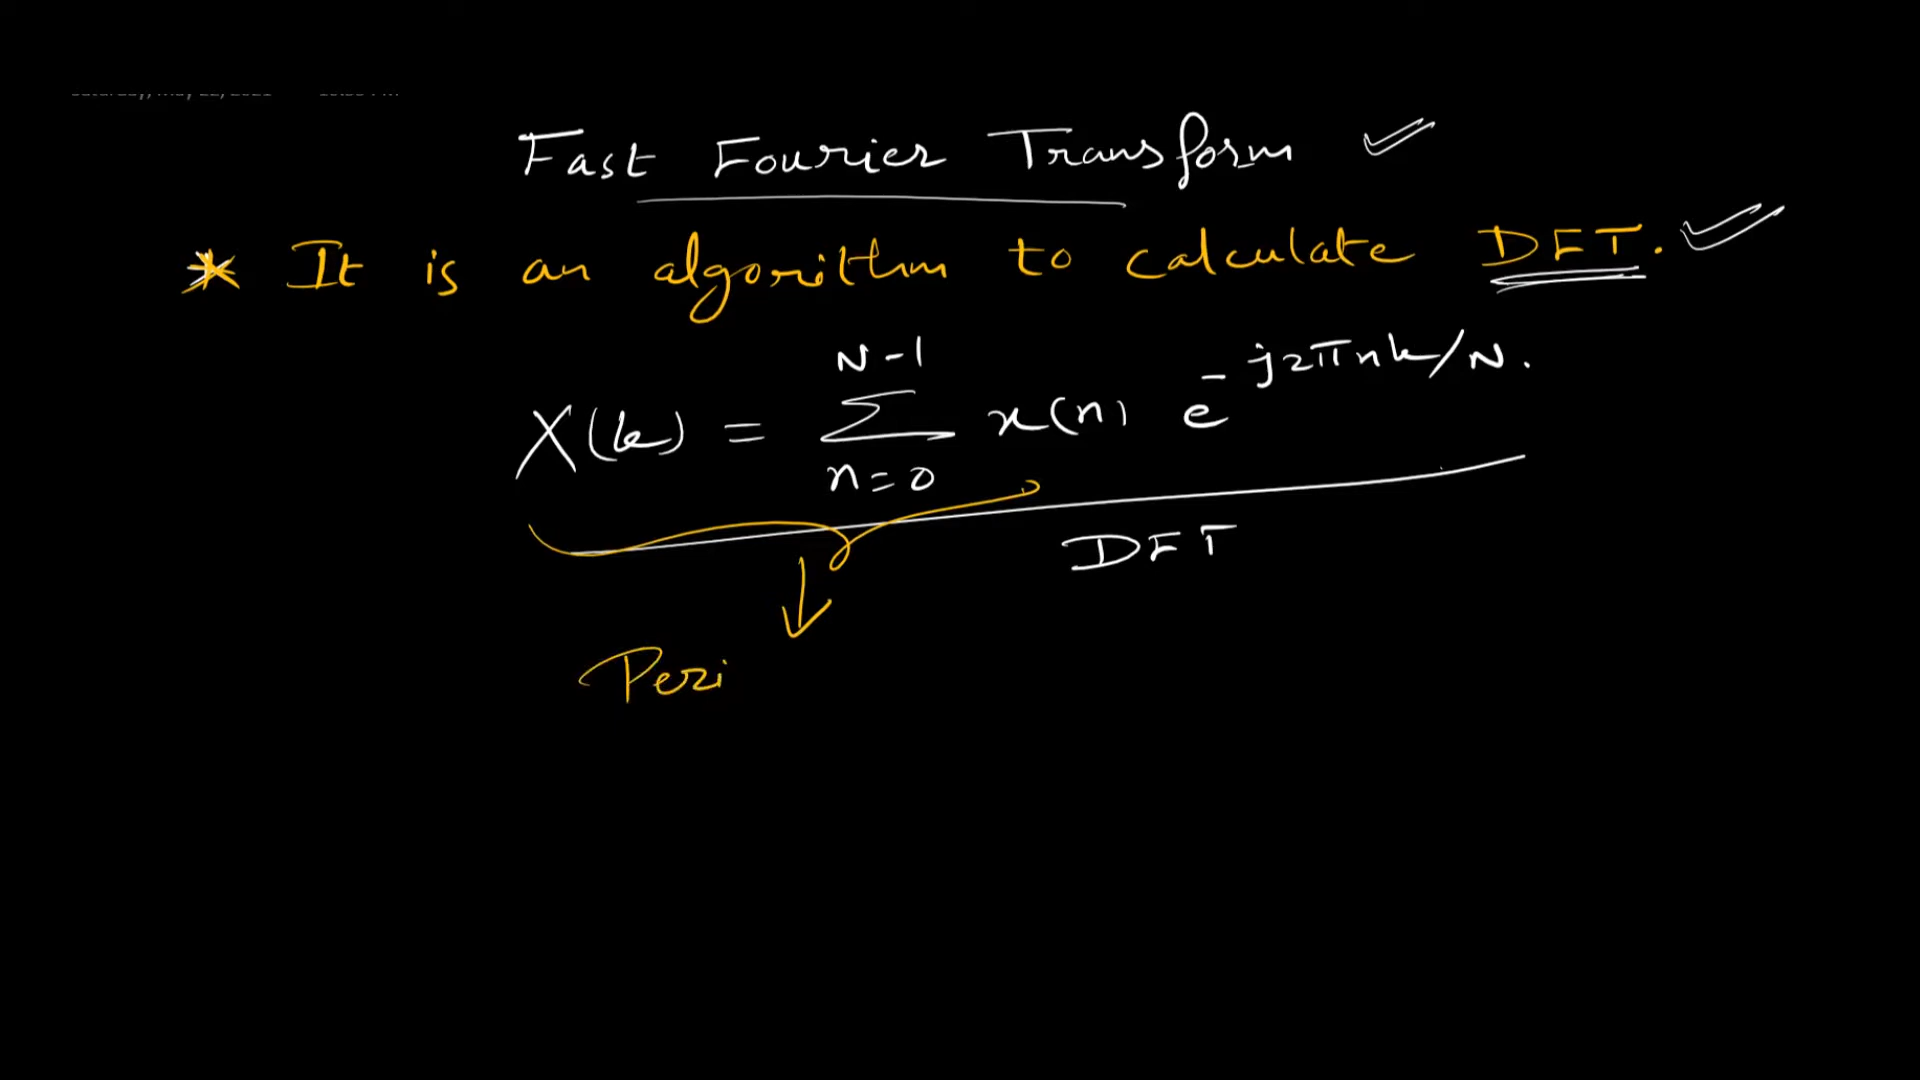 Fast Fourier Transform
* It is an algorithm to calculate DFT.
N-1
X(k) = ∑ x(n) e^-j2πnk/N.
n=0
DFT
Peri